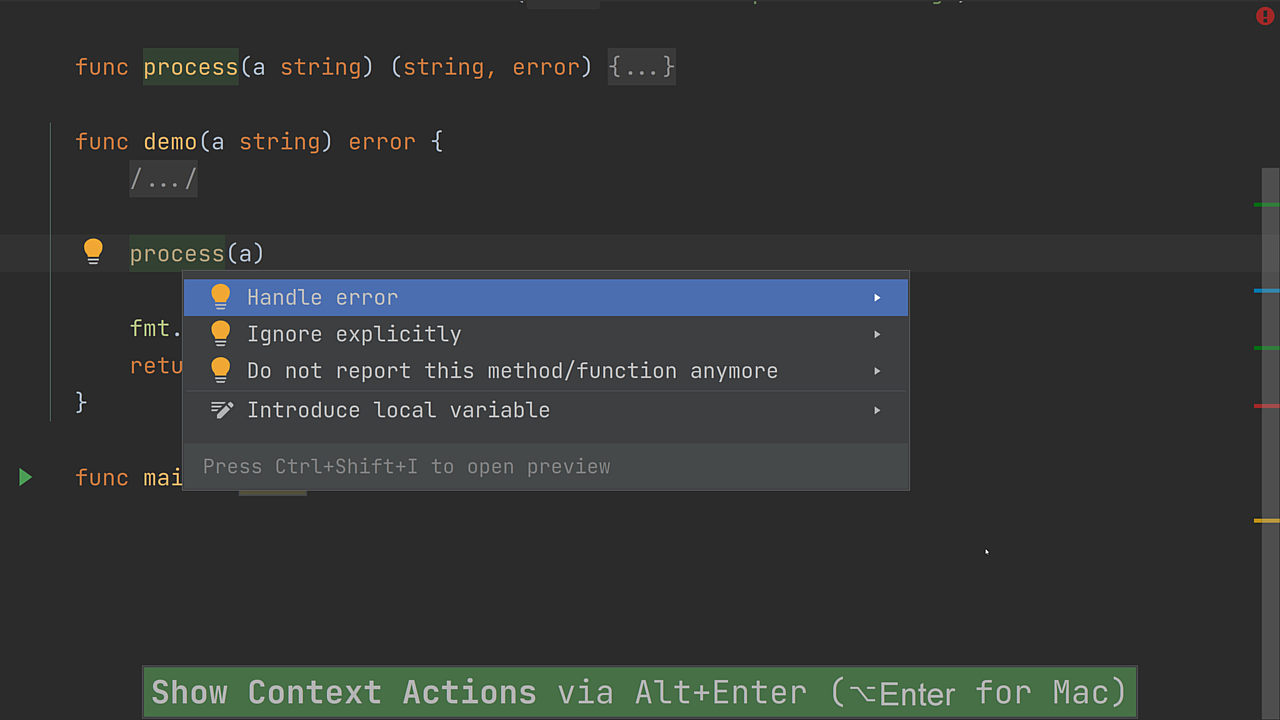 func process(a string) (string, error) {...}
func demo(a string) error {
/.../
process(a)
Handle error
Ignore explicitly
Do not report this method/function anymore
fmt.
retu
Introduce local variable
}
Press Ctrl+Shift+I to open preview
func mai
Show Context Actions via Alt+Enter (⌥Enter for Mac)